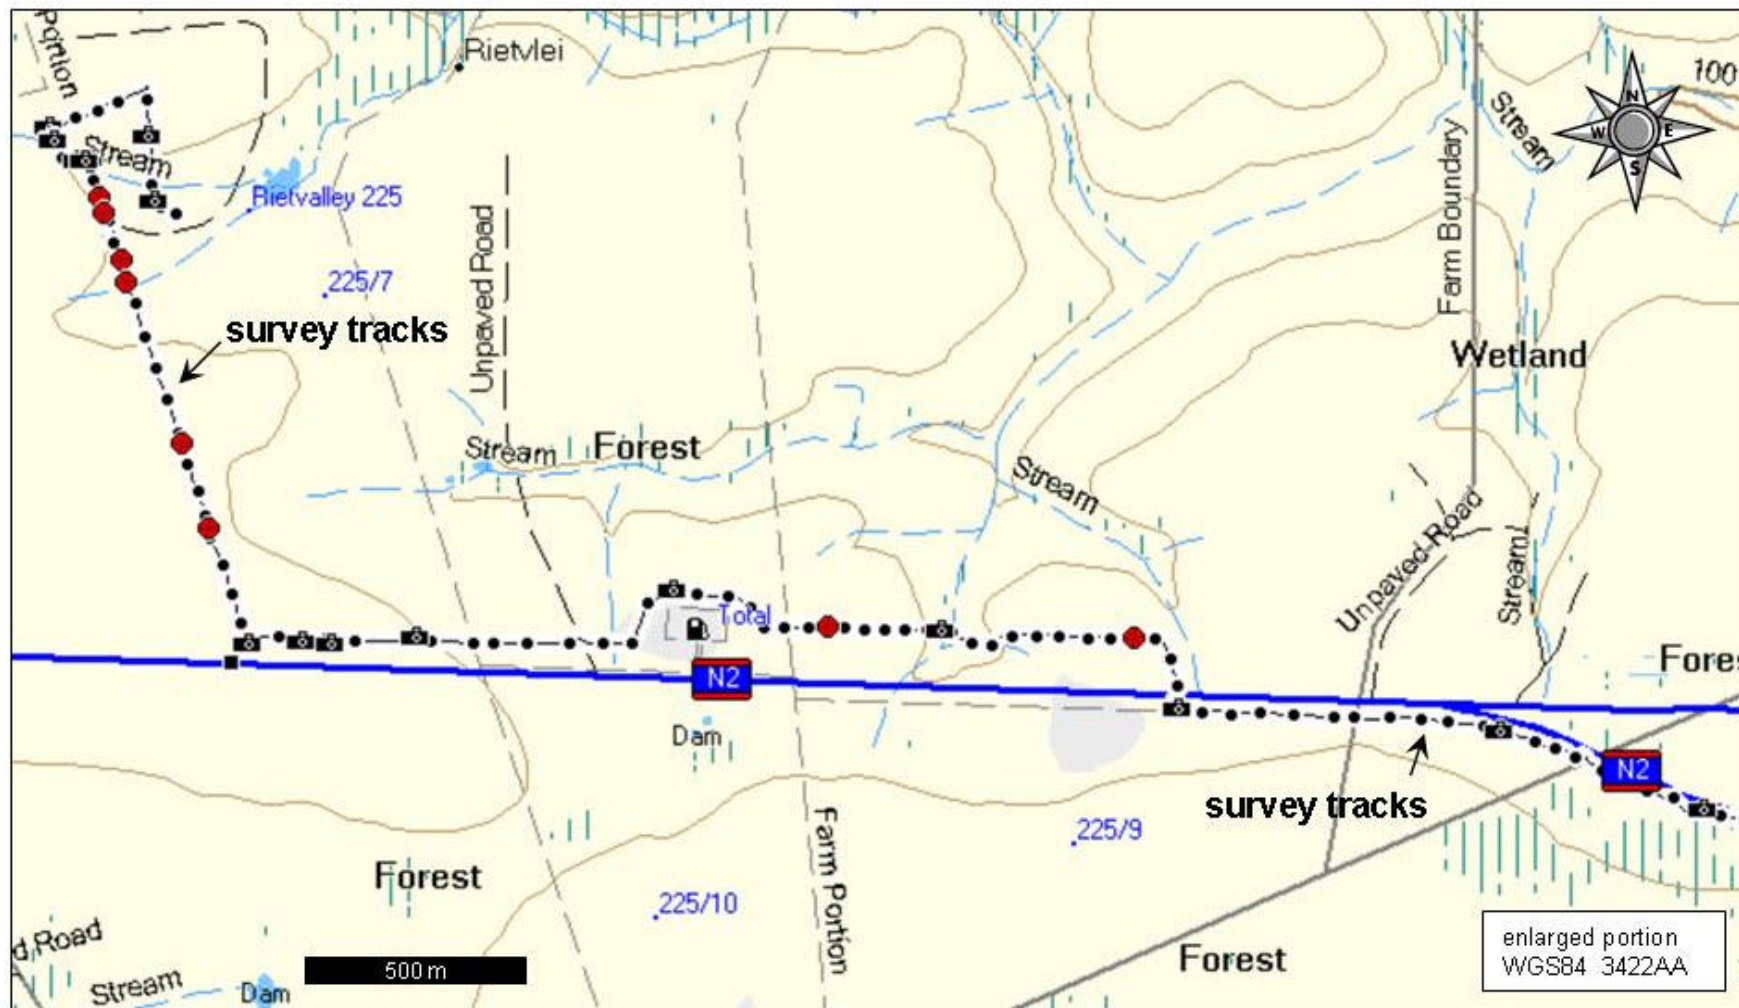 Portion
Rietvlei
100
N
W
E
S
Stream
Stream
Rietvalley 225
Farm Boundary
Unpaved Road
225/7
survey tracks
Wetland
Stream
Forest
Stream
Unpaved Road
Stream
Total
N2
Fores
Dam
N2
survey tracks
225/9
Farm Portion
Forest
225/10
d Road
500 m
Stream
Dam
Forest
enlarged portion
WGS84 3422AA